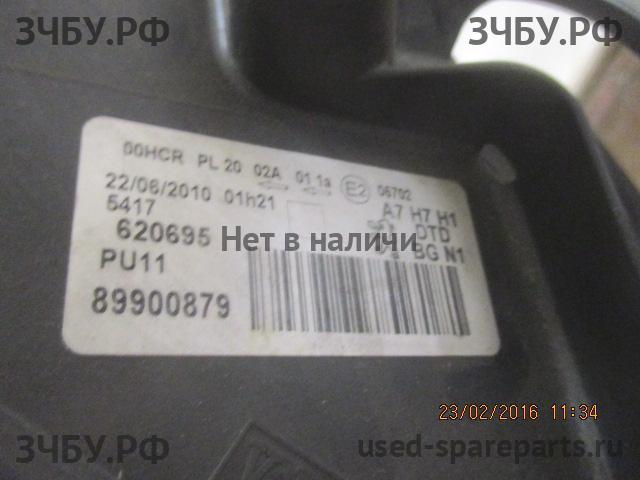 ЗЧБУ.РФ ЗЧБУ.РФ
00HCR PL 20 02A 01 1a E2 06702
22/06/2010 01h21 A7 H7 H1
5417 DTD
620695 BG N1
Нет в наличии
PU11
89900879
23/02/2016 11:34
ЗЧБУ.РФ used-spareparts.ru